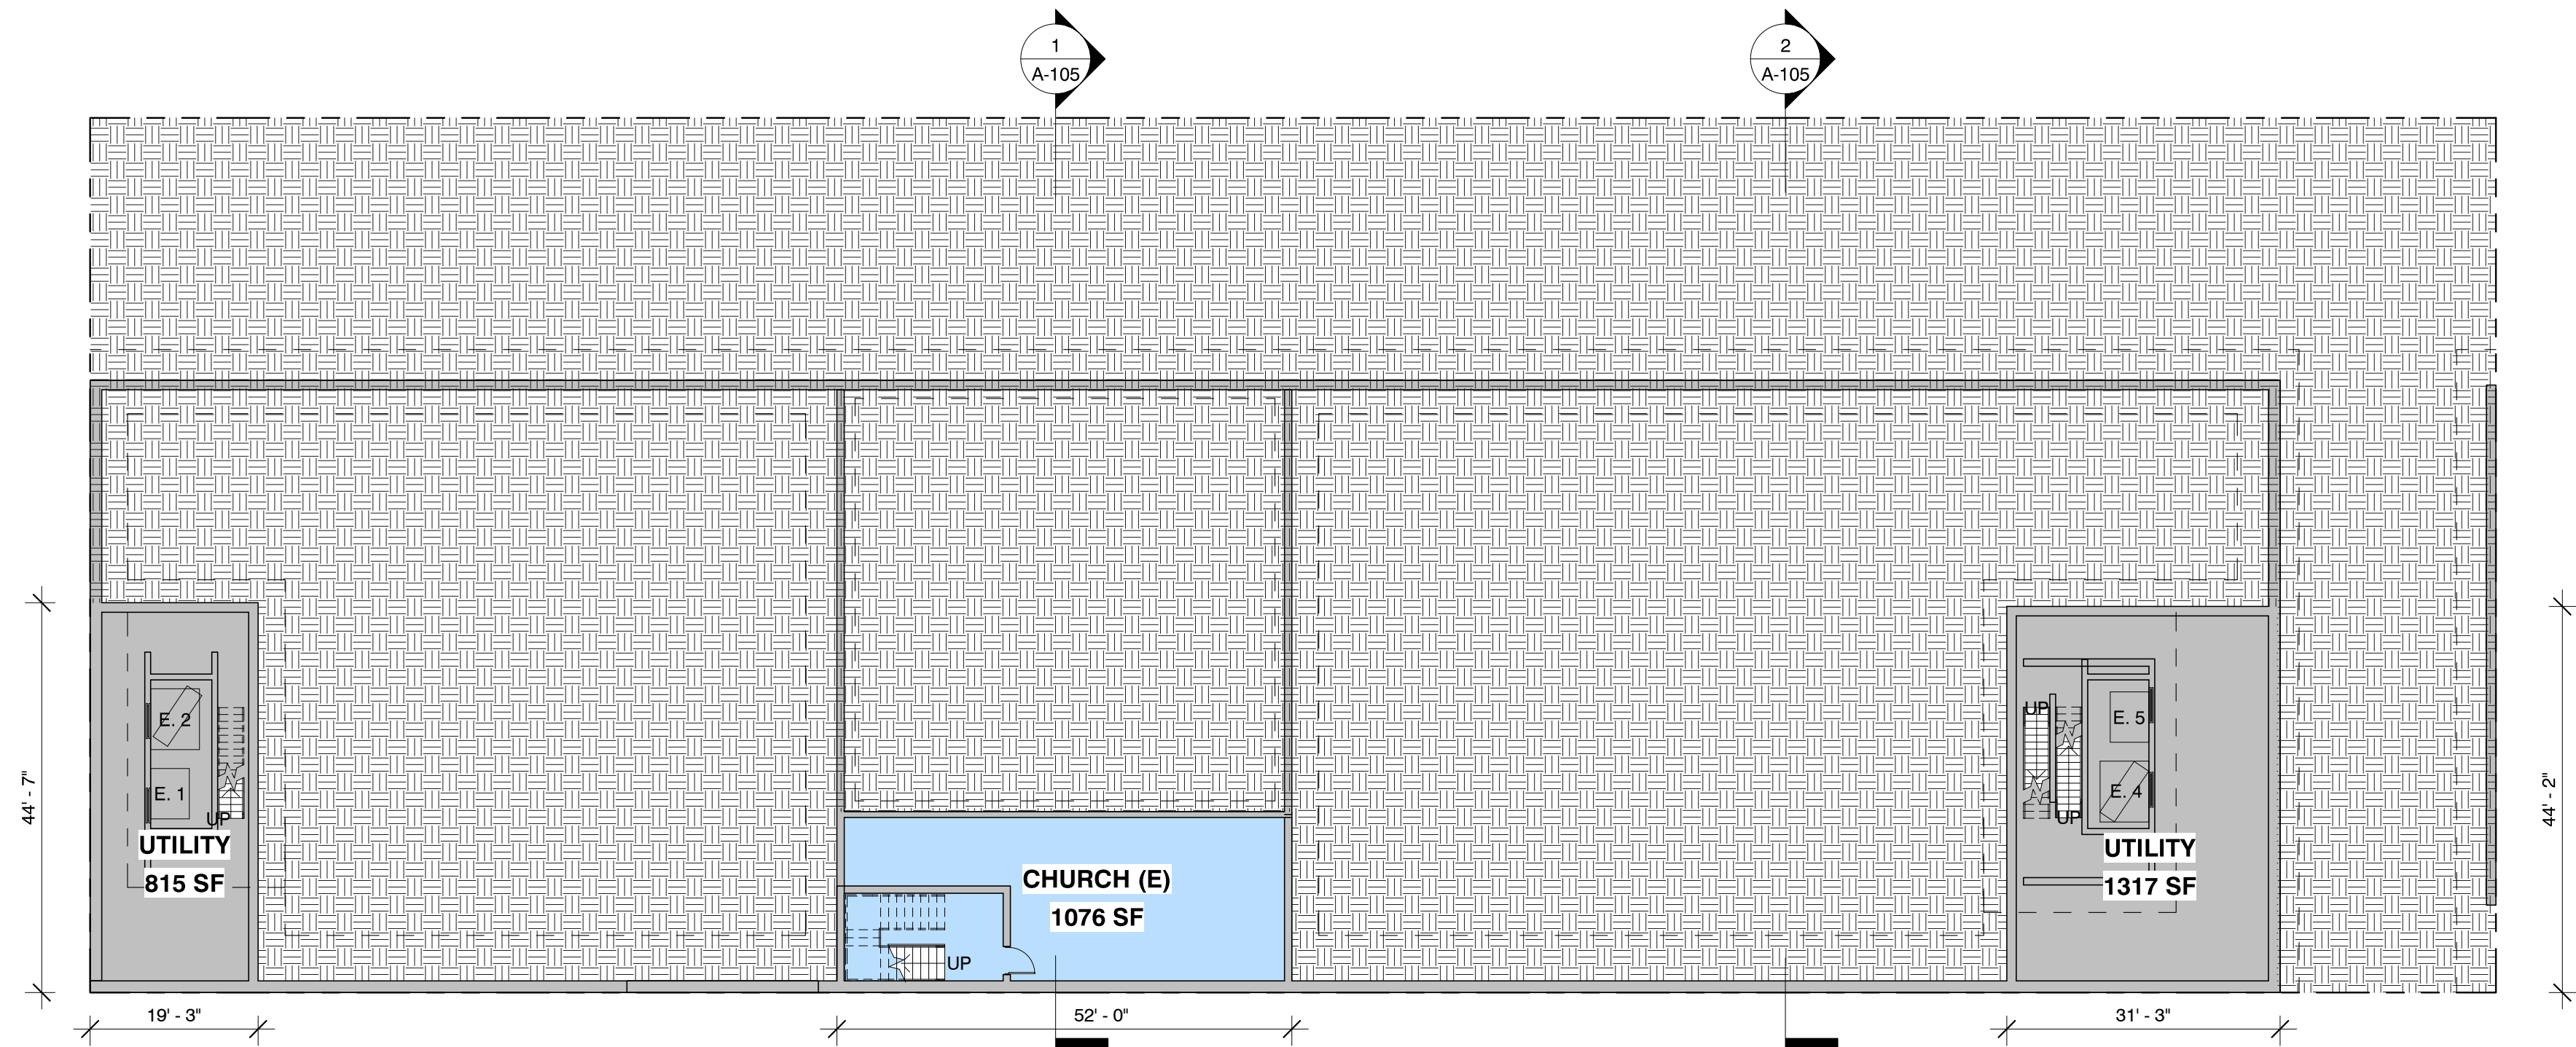 1
A-105
2
A-105
44' - 7"
E. 2
E. 1
UP
UTILITY
815 SF
CHURCH (E)
1076 SF
UP
UP
UP
E. 5
E. 4
UTILITY
1317 SF
44' - 2"
19' - 3"
52' - 0"
31' - 3"